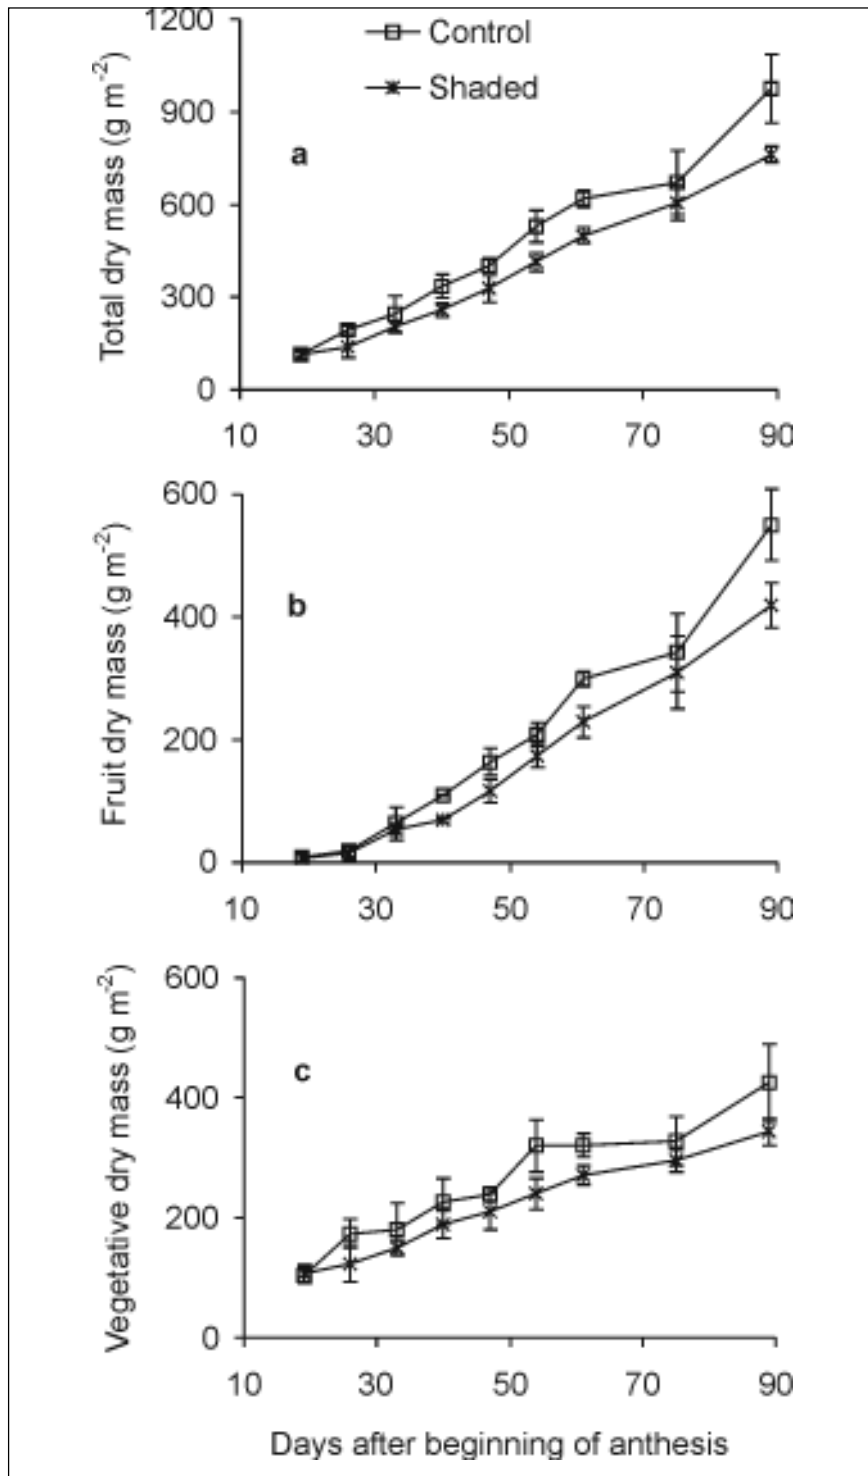 Control
Shaded
Total dry mass (g m⁻²)
1200
900
600
300
0
a
10 30 50 70 90
Fruit dry mass (g m⁻²)
600
400
200
0
b
10 30 50 70 90
Vegetative dry mass (g m⁻²)
600
400
200
0
c
10 30 50 70 90
Days after beginning of anthesis